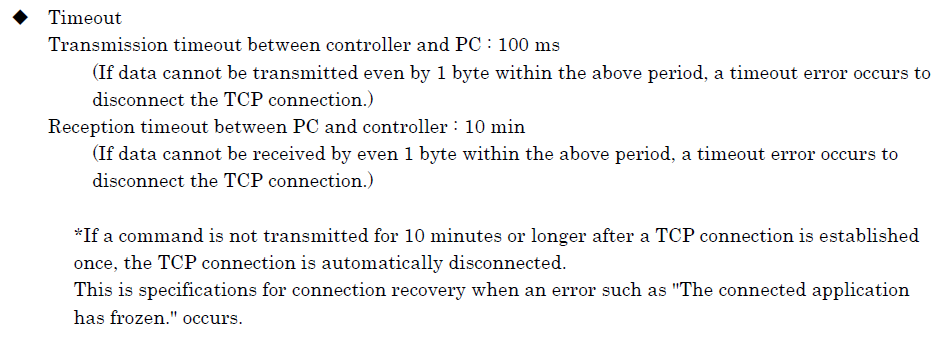 ◆ Timeout
Transmission timeout between controller and PC : 100 ms
(If data cannot be transmitted even by 1 byte within the above period, a timeout error occurs to
disconnect the TCP connection.)
Reception timeout between PC and controller : 10 min
(If data cannot be received by even 1 byte within the above period, a timeout error occurs to
disconnect the TCP connection.)
*If a command is not transmitted for 10 minutes or longer after a TCP connection is established
once, the TCP connection is automatically disconnected.
This is specifications for connection recovery when an error such as "The connected application
has frozen." occurs.